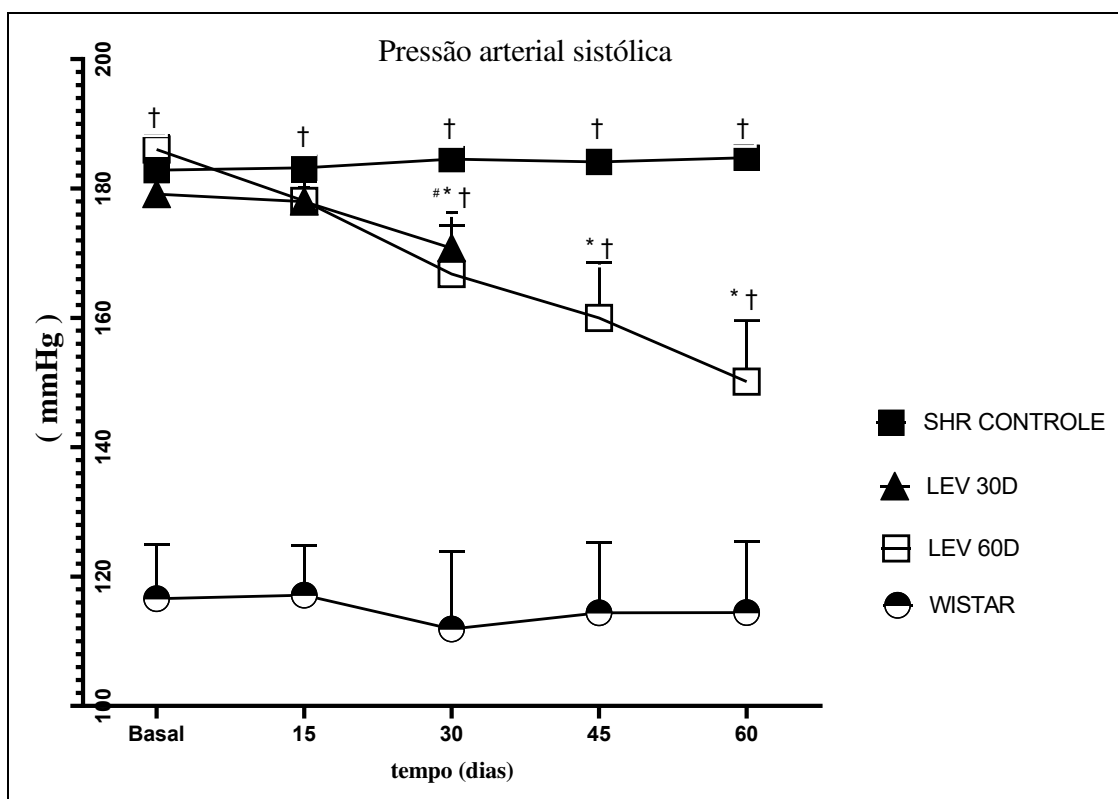 Pressão arterial sistólica
200
180
160
140
120
100
( mmHg )
†
†
†
†
†
#* †
* †
* †
SHR CONTROLE
LEV 30D
LEV 60D
WISTAR
Basal 15 30 45 60
tempo (dias)